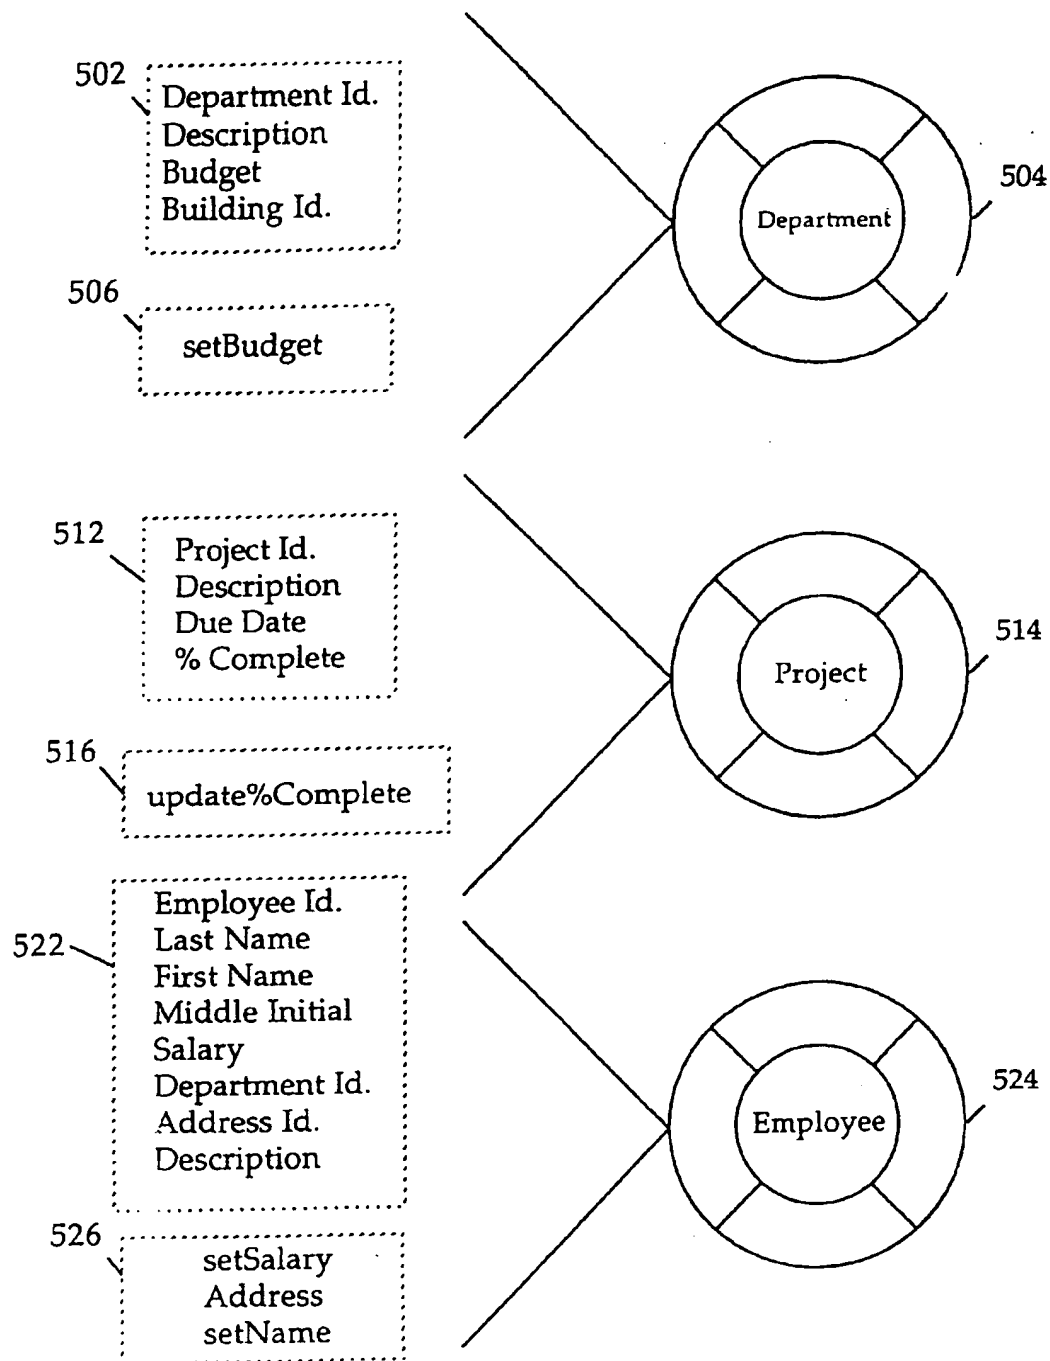 502
Department Id.
Description
Budget
Building Id.
Department
504
506
setBudget
512
Project Id.
Description
Due Date
% Complete
Project
514
516
update%Complete
522
Employee Id.
Last Name
First Name
Middle Initial
Salary
Department Id.
Address Id.
Description
Employee
524
526
setSalary
Address
setName